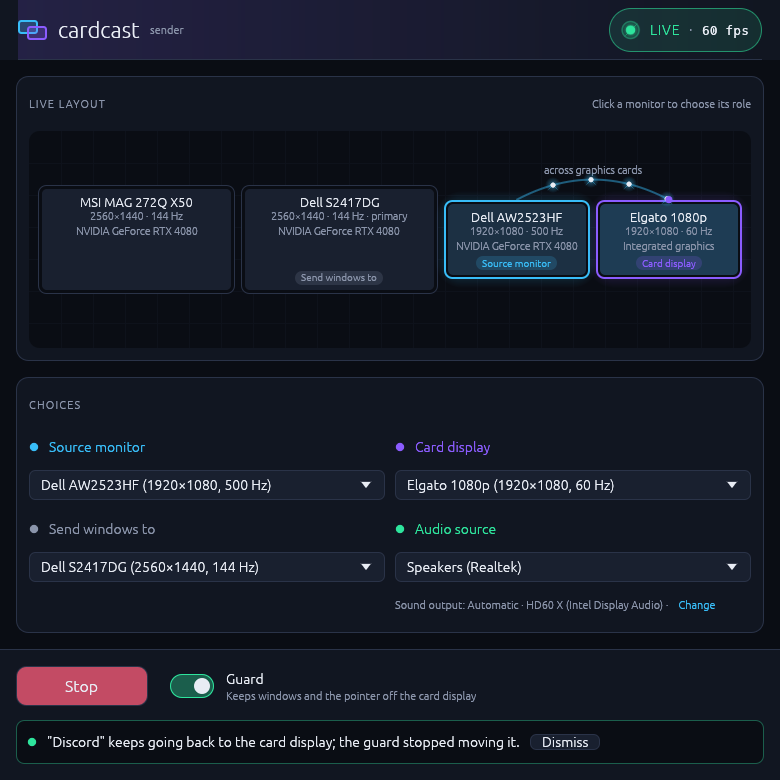 cardcast sender
LIVE · 60 fps
LIVE LAYOUT
Click a monitor to choose its role
across graphics cards
MSI MAG 272Q X50
2560×1440 · 144 Hz
NVIDIA GeForce RTX 4080
Dell S2417DG
2560×1440 · 144 Hz · primary
NVIDIA GeForce RTX 4080
Send windows to
Dell AW2523HF
1920×1080 · 500 Hz
NVIDIA GeForce RTX 4080
Source monitor
Elgato 1080p
1920×1080 · 60 Hz
Integrated graphics
Card display
CHOICES
Source monitor
Dell AW2523HF (1920×1080, 500 Hz)
Card display
Elgato 1080p (1920×1080, 60 Hz)
Send windows to
Dell S2417DG (2560×1440, 144 Hz)
Audio source
Speakers (Realtek)
Sound output: Automatic · HD60 X (Intel Display Audio) · Change
Stop
Guard
Keeps windows and the pointer off the card display
"Discord" keeps going back to the card display; the guard stopped moving it. Dismiss